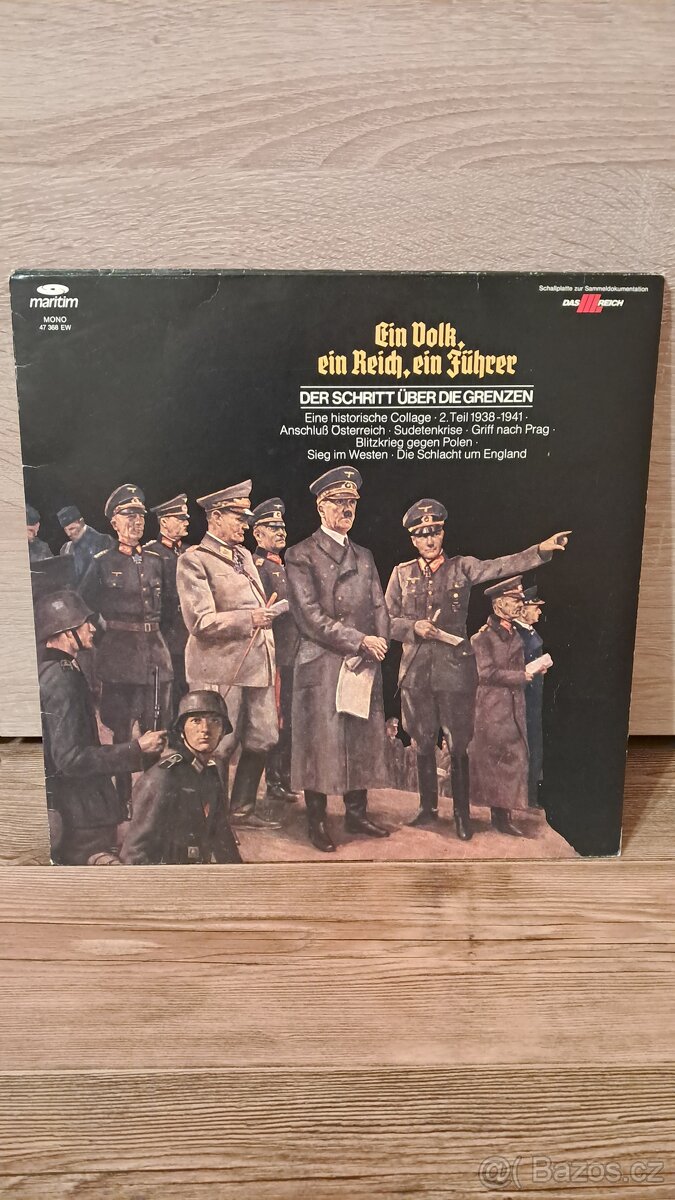 maritim
MONO
47 368 EW
Schallplatte zur Sammeldokumentation
DAS III. REICH
Ein Volk,
ein Reich, ein Führer
DER SCHRITT ÜBER DIE GRENZEN
Eine historische Collage · 2. Teil 1938-1941 ·
Anschluß Österreich · Sudetenkrise · Griff nach Prag ·
Blitzkrieg gegen Polen ·
Sieg im Westen · Die Schlacht um England
@( Bazos.cz